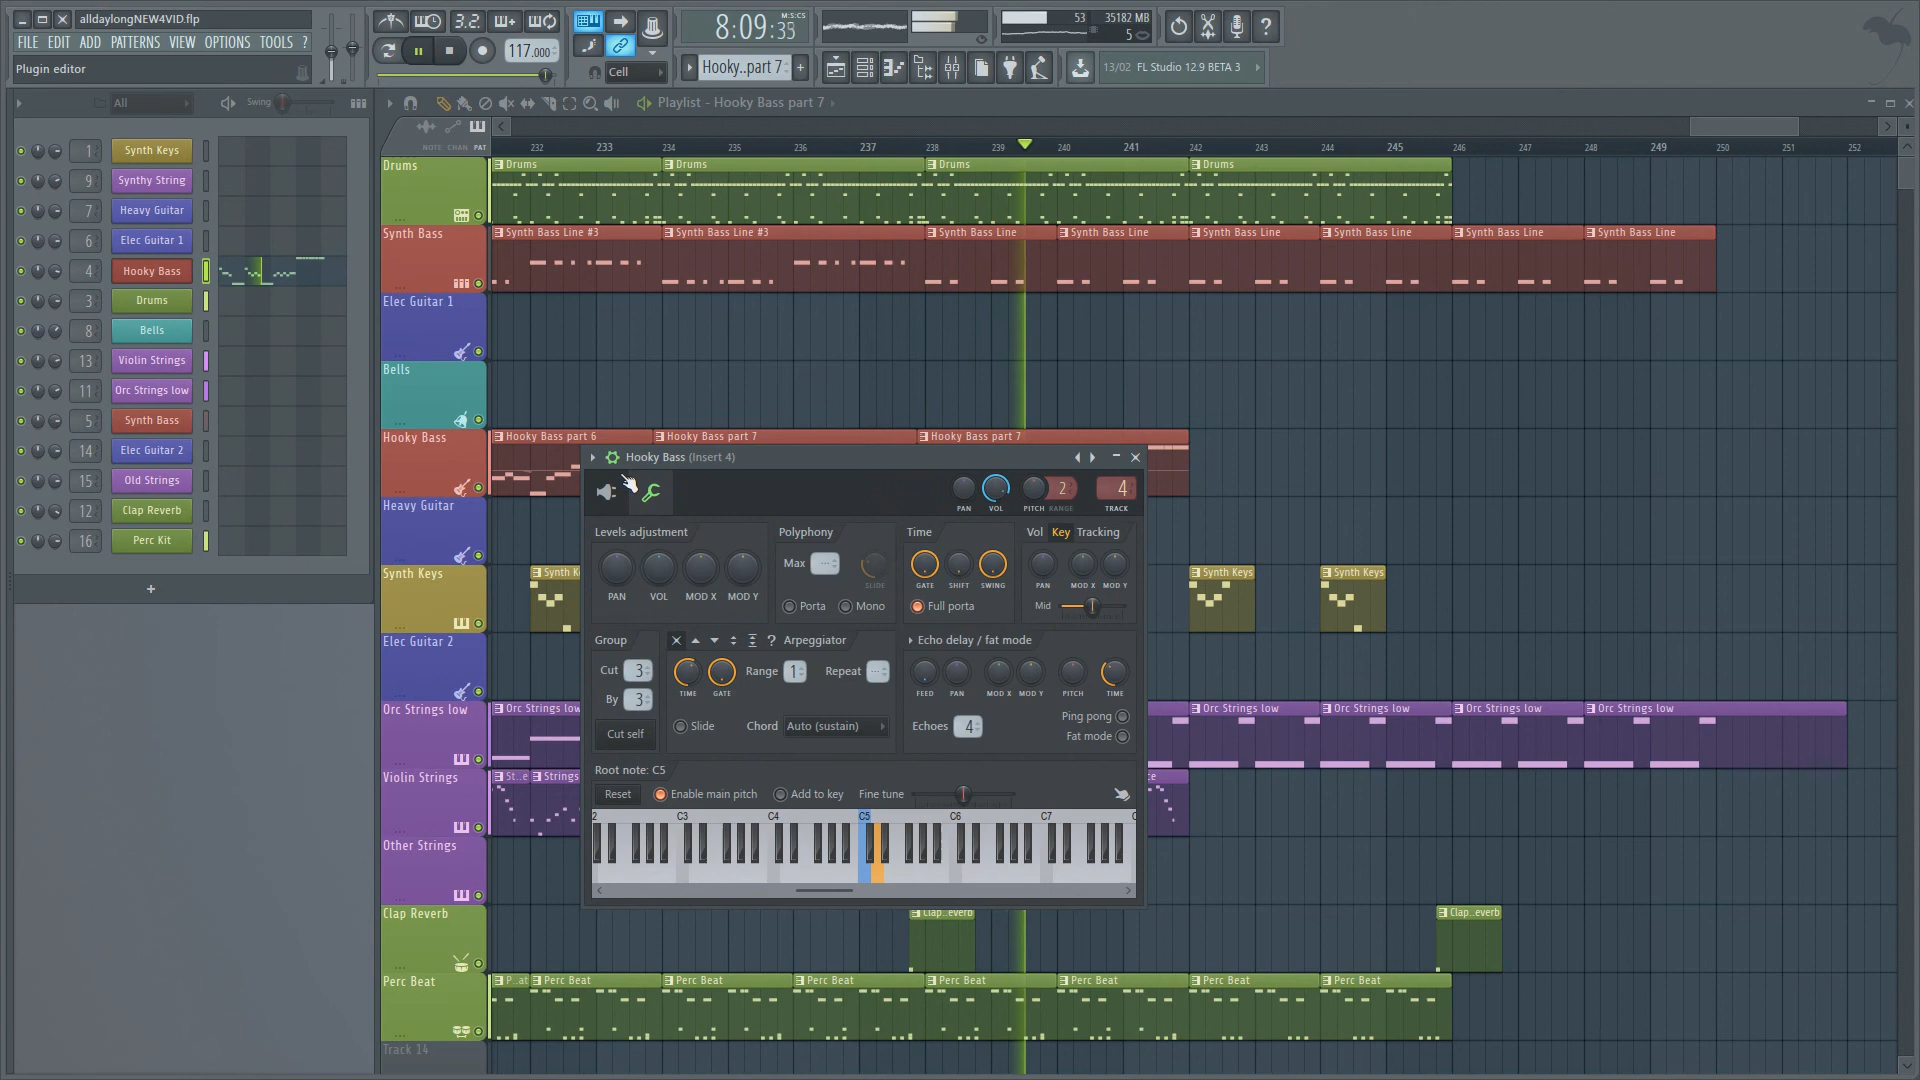 alldaylongNEW4VID.flp
FILE EDIT ADD PATTERNS VIEW OPTIONS TOOLS ?
Plugin editor
3.2.
117.000
8:09:35
M:S:CS
53
35182 MB
5
Cell
Hooky..part 7
13/02 FL Studio 12.9 BETA 3
All
Swing
Playlist - Hooky Bass part 7
NOTE CHAN PAT
232 233 234 235 236 237 238 239 240 241 242 243 244 245 246 247 248 249 250 251 252
1 Synth Keys
9 Synthy String
7 Heavy Guitar
6 Elec Guitar 1
4 Hooky Bass
3 Drums
8 Bells
13 Violin Strings
11 Orc Strings low
5 Synth Bass
14 Elec Guitar 2
15 Old Strings
12 Clap Reverb
16 Perc Kit
Drums
Drums Drums Drums Drums
Synth Bass
Synth Bass Line #3 Synth Bass Line #3 Synth Bass Line Synth Bass Line Synth Bass Line Synth Bass Line Synth Bass Line Synth Bass Line
Elec Guitar 1
Bells
Hooky Bass
Hooky Bass part 6 Hooky Bass part 7 Hooky Bass part 7
Heavy Guitar
Synth Keys
Synth K Synth Keys Synth Keys
Elec Guitar 2
Orc Strings low
Orc Strings low Orc Strings low Orc Strings low Orc Strings low Orc Strings low
Violin Strings
St..e Strings ce
Other Strings
Clap Reverb
Clap..everb Clap..everb
Perc Beat
P..at Perc Beat Perc Beat Perc Beat Perc Beat Perc Beat Perc Beat Perc Beat
Track 14
Hooky Bass (Insert 4)
2 4
PAN VOL PITCH RANGE TRACK
Levels adjustment
PAN VOL MOD X MOD Y
Polyphony
Max
SLIDE
Porta Mono
Time
GATE SHIFT SWING
Full porta
Vol Key Tracking
PAN MOD X MOD Y
Mid
Group
Cut 3
By 3
Cut self
? Arpeggiator
TIME GATE
Range 1 Repeat
Slide Chord Auto (sustain)
Echo delay / fat mode
FEED PAN MOD X MOD Y PITCH TIME
Echoes 4
Ping pong
Fat mode
Root note: C5
Reset Enable main pitch Add to key Fine tune
2 C3 C4 C5 C6 C7